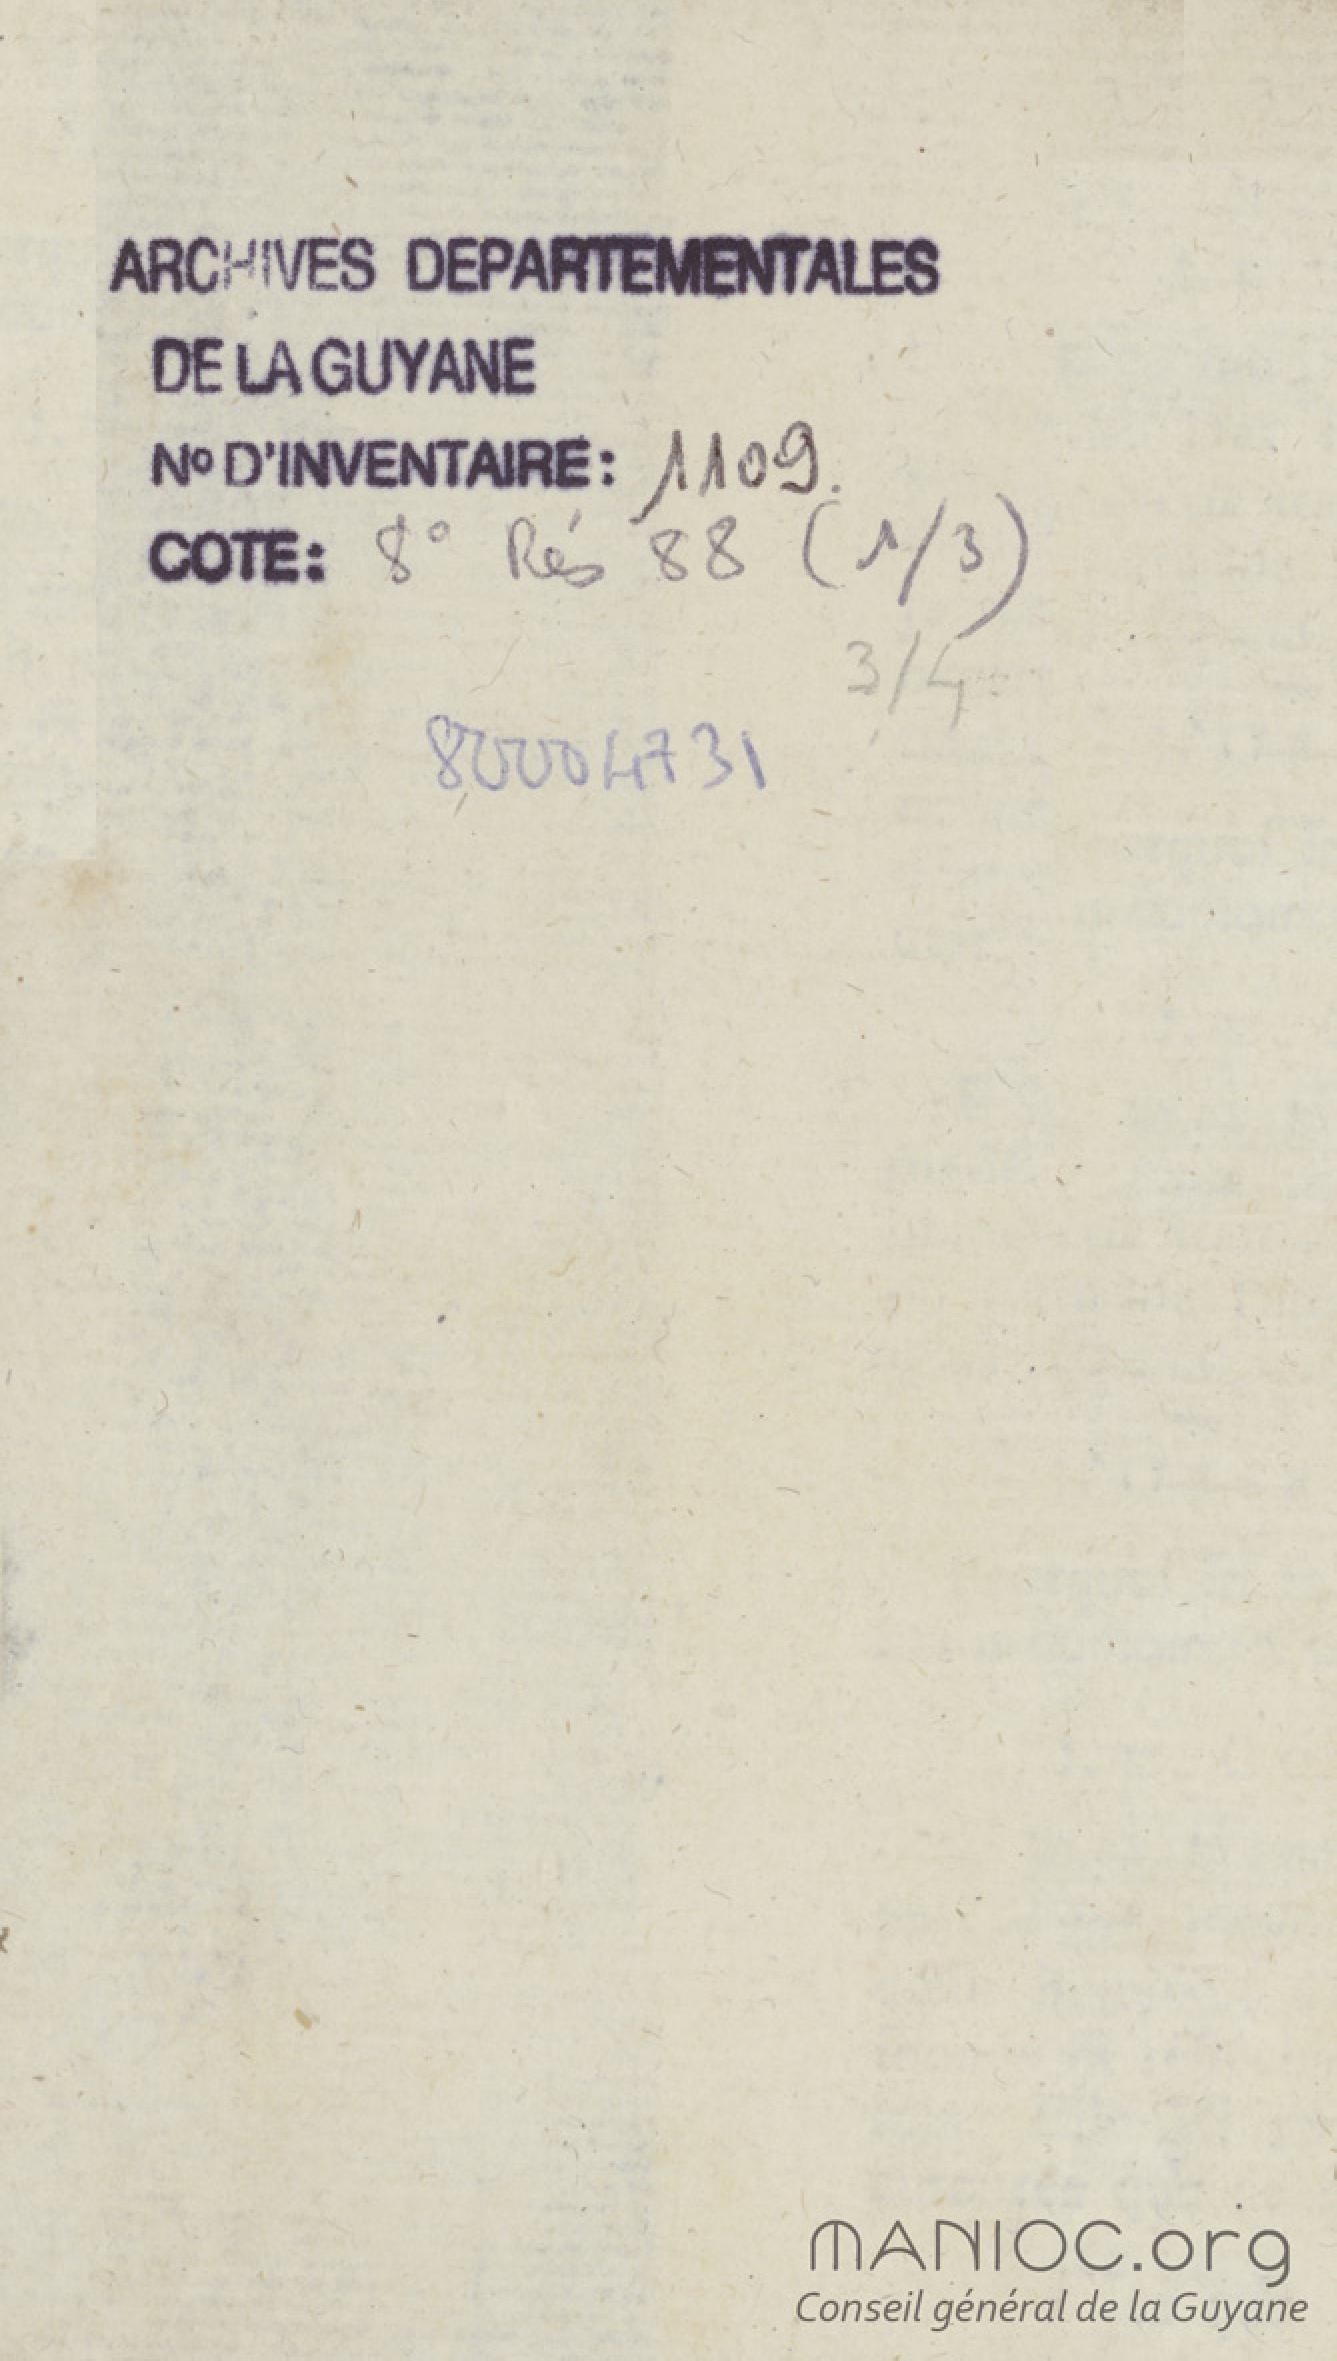 ARCHIVES DEPARTEMENTALES
DE LA GUYANE
No D'INVENTAIRE: 1109.
COTE: 8° Rés 88 (1/3)
3/4
800004731
MANIOC.org
Conseil général de la Guyane